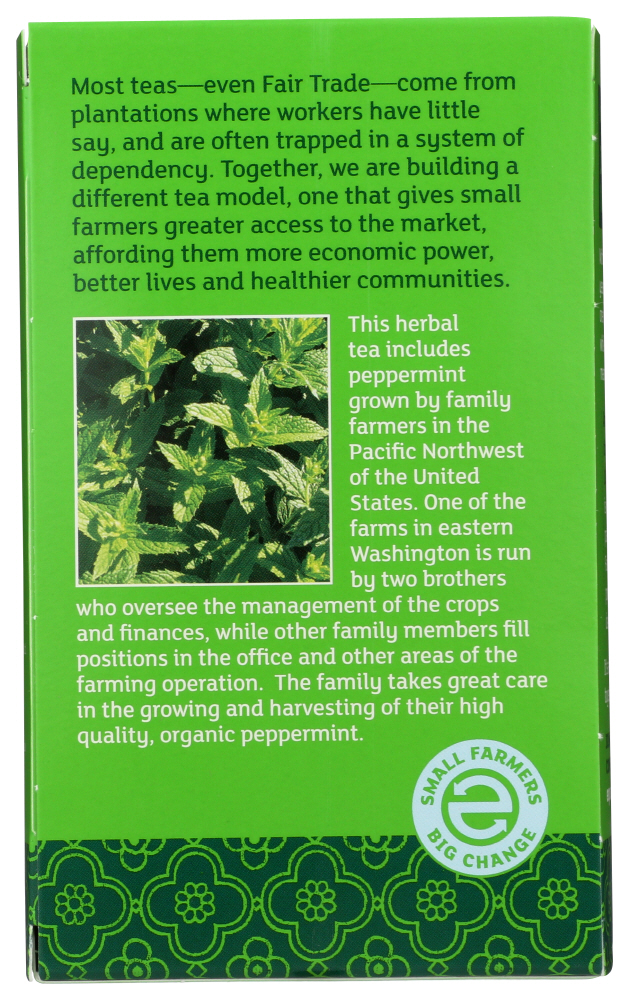 Most teas—even Fair Trade—come from
plantations where workers have little
say, and are often trapped in a system of
dependency. Together, we are building a
different tea model, one that gives small
farmers greater access to the market,
affording them more economic power,
better lives and healthier communities.
This herbal
tea includes
peppermint
grown by family
farmers in the
Pacific Northwest
of the United
States. One of the
farms in eastern
Washington is run
by two brothers
who oversee the management of the crops
and finances, while other family members fill
positions in the office and other areas of the
farming operation.  The family takes great care
in the growing and harvesting of their high
quality, organic peppermint.
SMALL FARMERS
BIG CHANGE